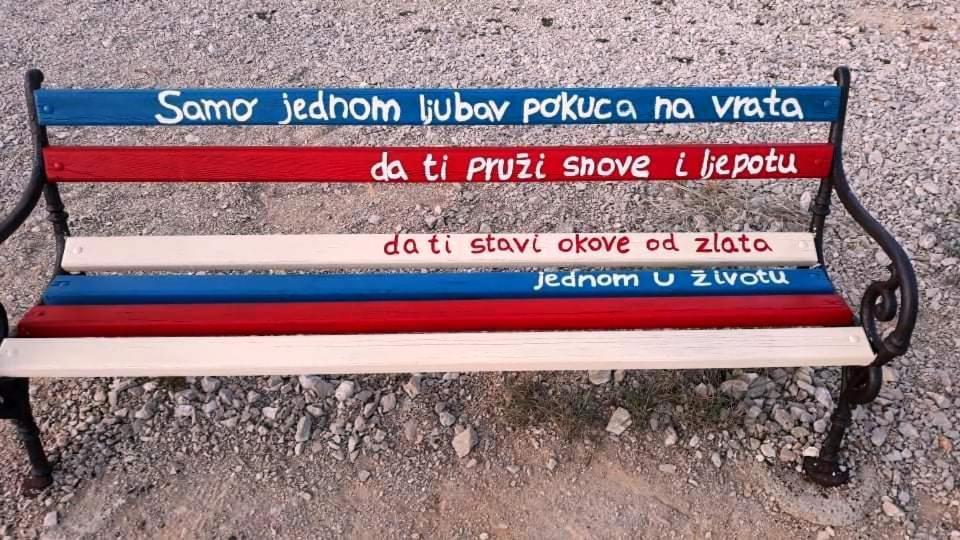 Samo jednom ljubav pokuca na vrata
da ti pruži snove i ljepotu
da ti stavi okove od zlata
jednom u životu